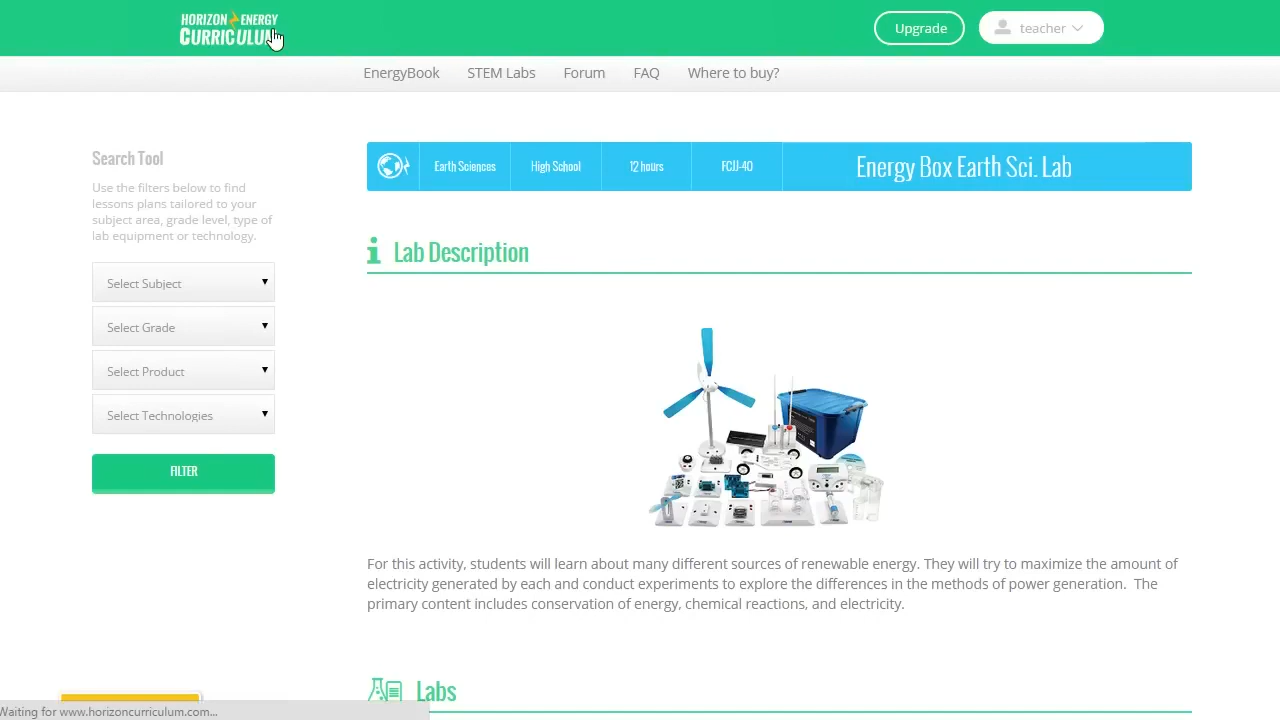 HORIZON ENERGY
CURRICULUM
Upgrade
teacher
EnergyBook STEM Labs Forum FAQ Where to buy?
Search Tool
Use the filters below to find
lessons plans tailored to your
subject area, grade level, type of
lab equipment or technology.
Select Subject
Select Grade
Select Product
Select Technologies
FILTER
Earth Sciences High School 12 hours FCJJ-40 Energy Box Earth Sci. Lab
Lab Description
For this activity, students will learn about many different sources of renewable energy. They will try to maximize the amount of
electricity generated by each and conduct experiments to explore the differences in the methods of power generation. The
primary content includes conservation of energy, chemical reactions, and electricity.
Labs
Waiting for www.horizoncurriculum.com...